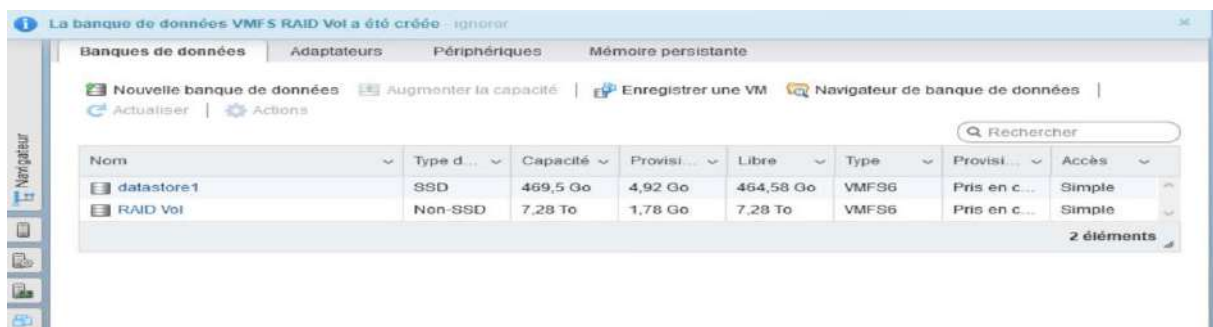 La banque de données VMFS RAID Vol a été créée - ignorer
Banques de données Adaptateurs Périphériques Mémoire persistante
Nouvelle banque de données Augmenter la capacité | Enregistrer une VM Navigateur de banque de données |
Actualiser | Actions
Rechercher
Navigateur
Nom Type d... Capacité Provisi... Libre Type Provisi... Accès
datastore1 SSD 469,5 Go 4,92 Go 464,58 Go VMFS6 Pris en c... Simple
RAID Vol Non-SSD 7,28 To 1,78 Go 7,28 To VMFS6 Pris en c... Simple
2 éléments